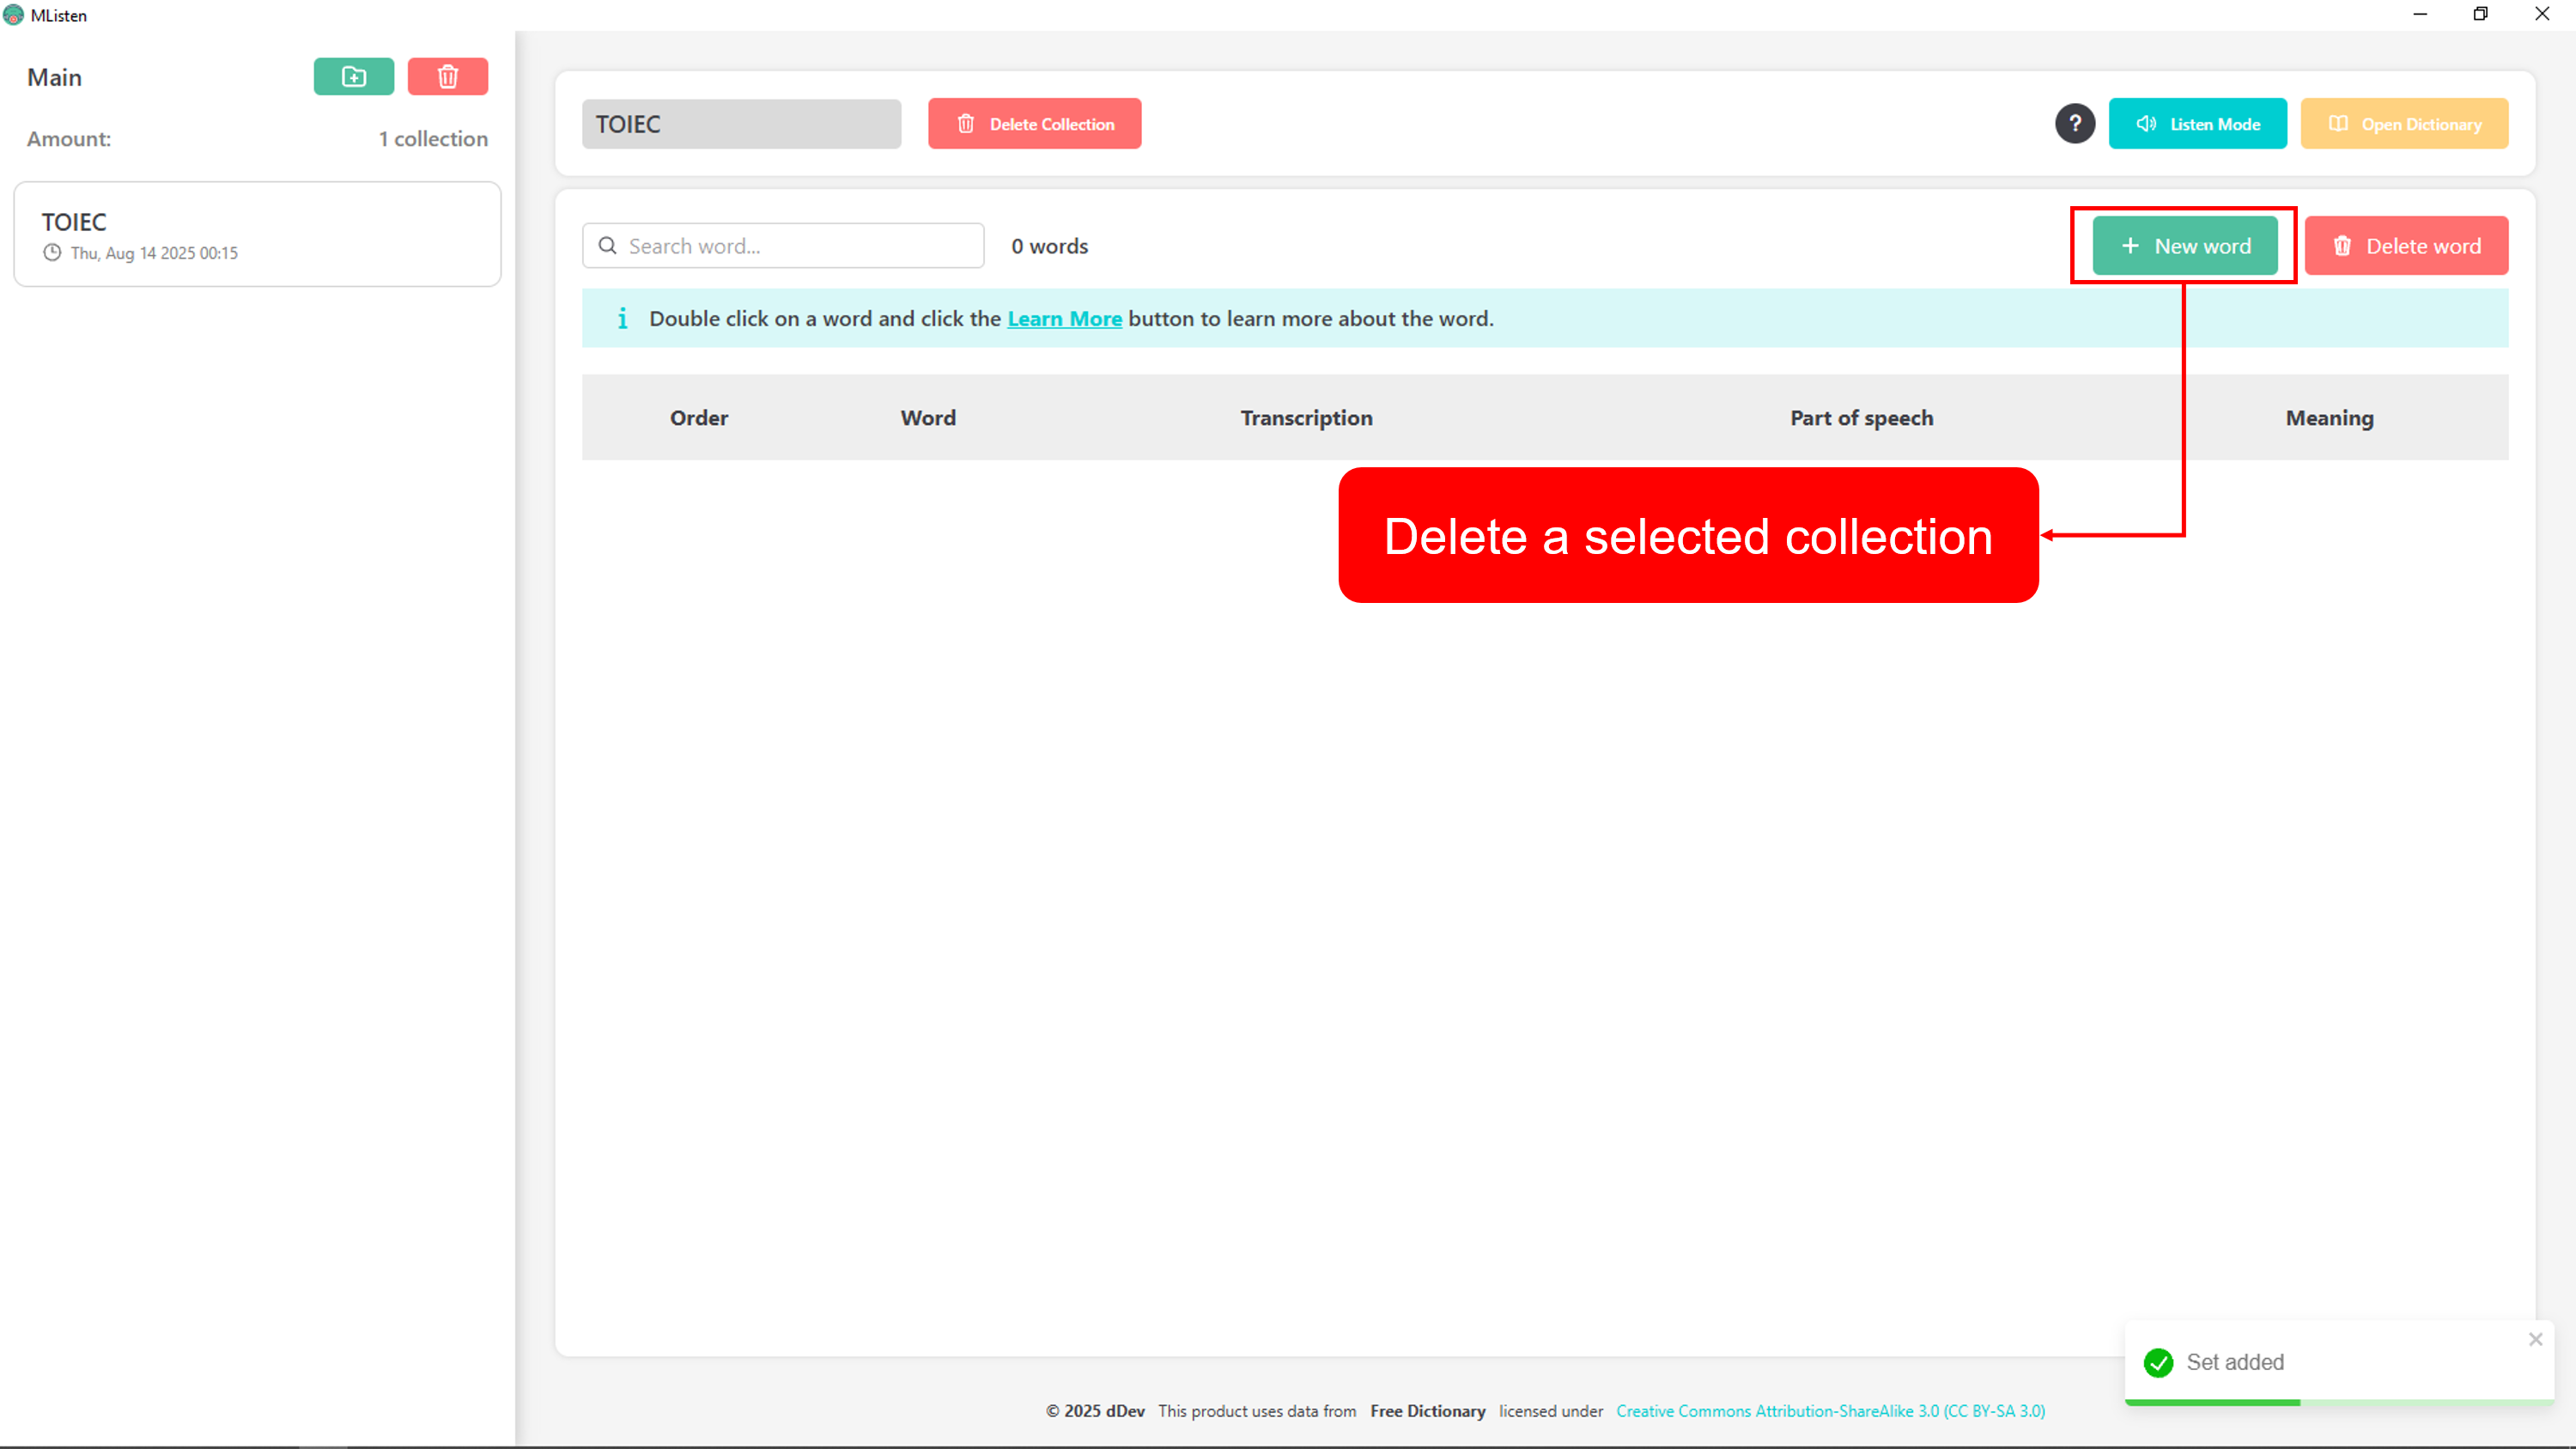 MListen
Main
Amount: 1 collection
TOIEC
Thu, Aug 14 2025 00:15
TOIEC
Delete Collection
?
Listen Mode
Open Dictionary
Search word...
0 words
+ New word
Delete word
i Double click on a word and click the Learn More button to learn more about the word.
Order Word Transcription Part of speech Meaning
Delete a selected collection
Set added
© 2025 dDev This product uses data from Free Dictionary licensed under Creative Commons Attribution-ShareAlike 3.0 (CC BY-SA 3.0)